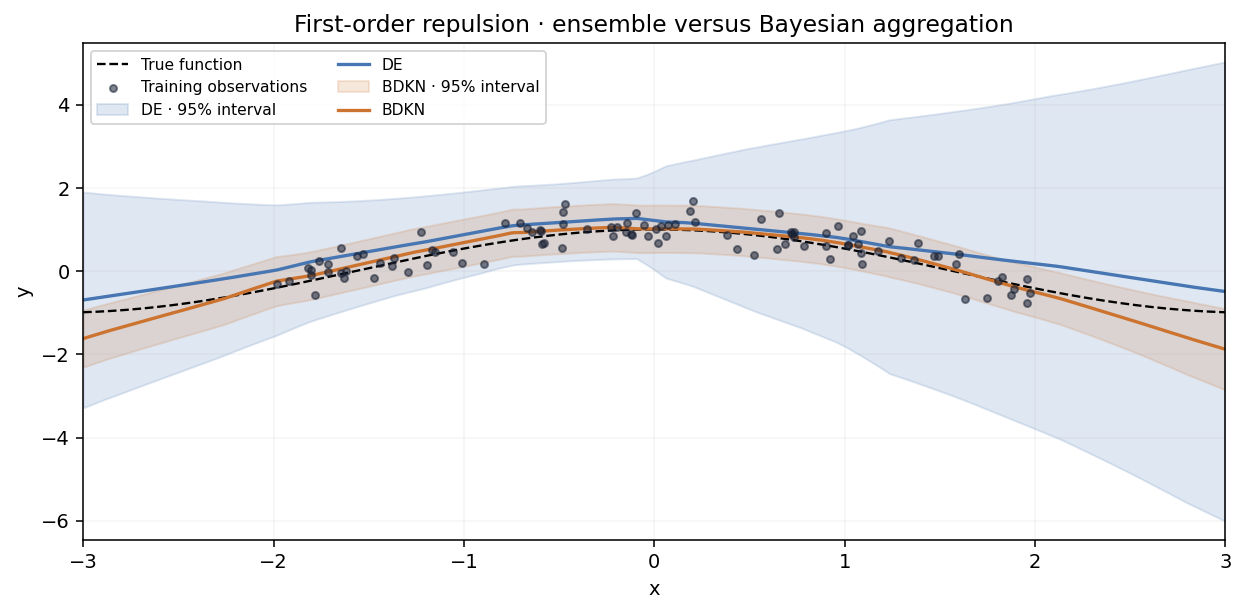 First-order repulsion · ensemble versus Bayesian aggregation
True function
Training observations
DE · 95% interval
DE
BDKN · 95% interval
BDKN
y
4
2
0
−2
−4
−6
−3
−2
−1
0
1
2
3
x